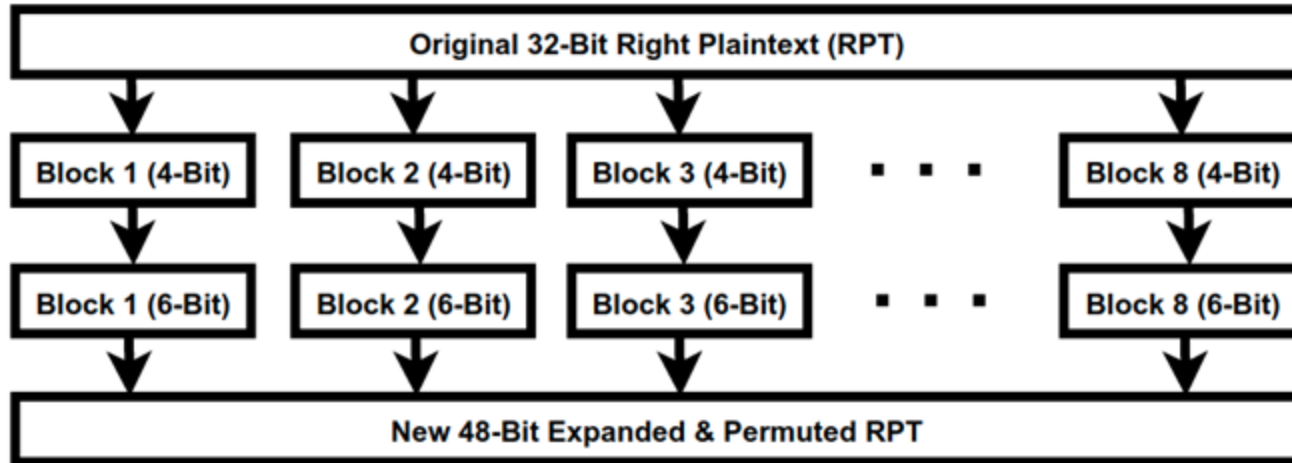 Original 32-Bit Right Plaintext (RPT)
Block 1 (4-Bit) Block 2 (4-Bit) Block 3 (4-Bit) . . . Block 8 (4-Bit)
Block 1 (6-Bit) Block 2 (6-Bit) Block 3 (6-Bit) . . . Block 8 (6-Bit)
New 48-Bit Expanded & Permuted RPT